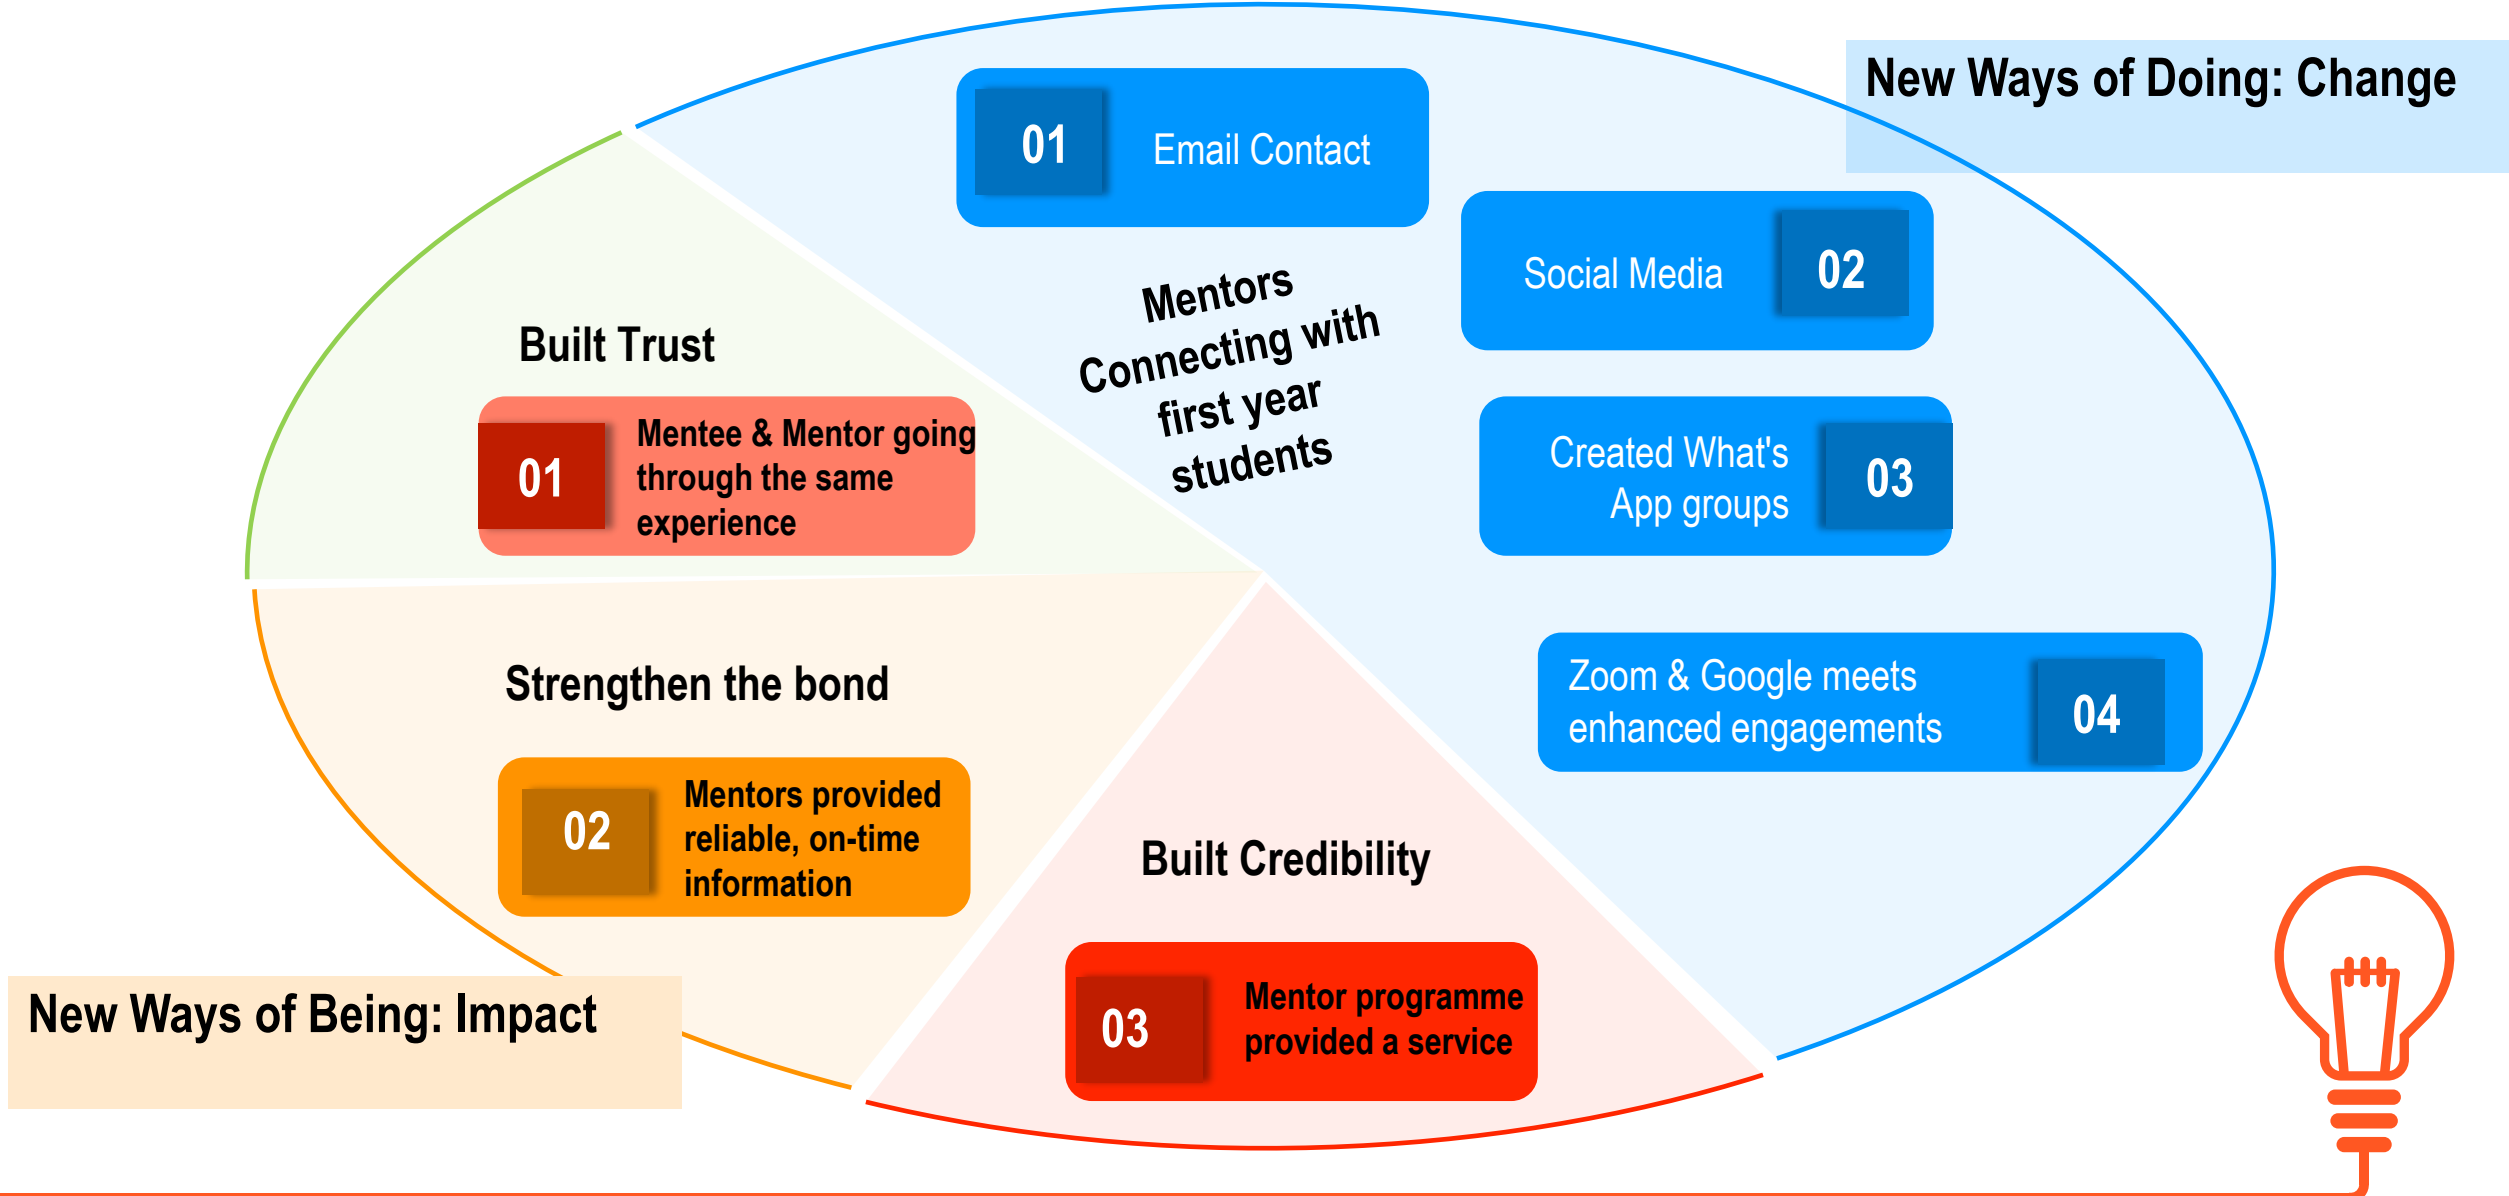 New Ways of Doing: Change
01
Email Contact
Social Media
02
Mentors
Connecting with
first year
students
Created What's
App groups
03
Zoom & Google meets
enhanced engagements
04
Built Trust
01
Mentee & Mentor going
through the same
experience
Strengthen the bond
02
Mentors provided
reliable, on-time
information
Built Credibility
03
Mentor programme
provided a service
New Ways of Being: Impact